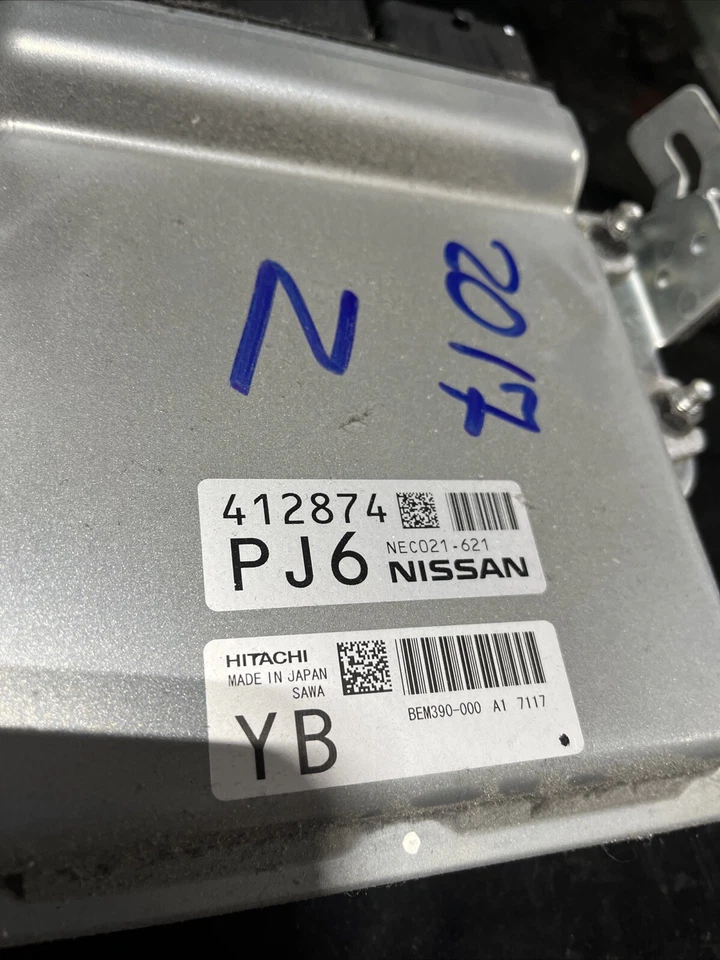 N
2017
412874
PJ6
NEC021-621
NISSAN
HITACHI
MADE IN JAPAN
SAWA
YB
BEM390-000 A1 7117